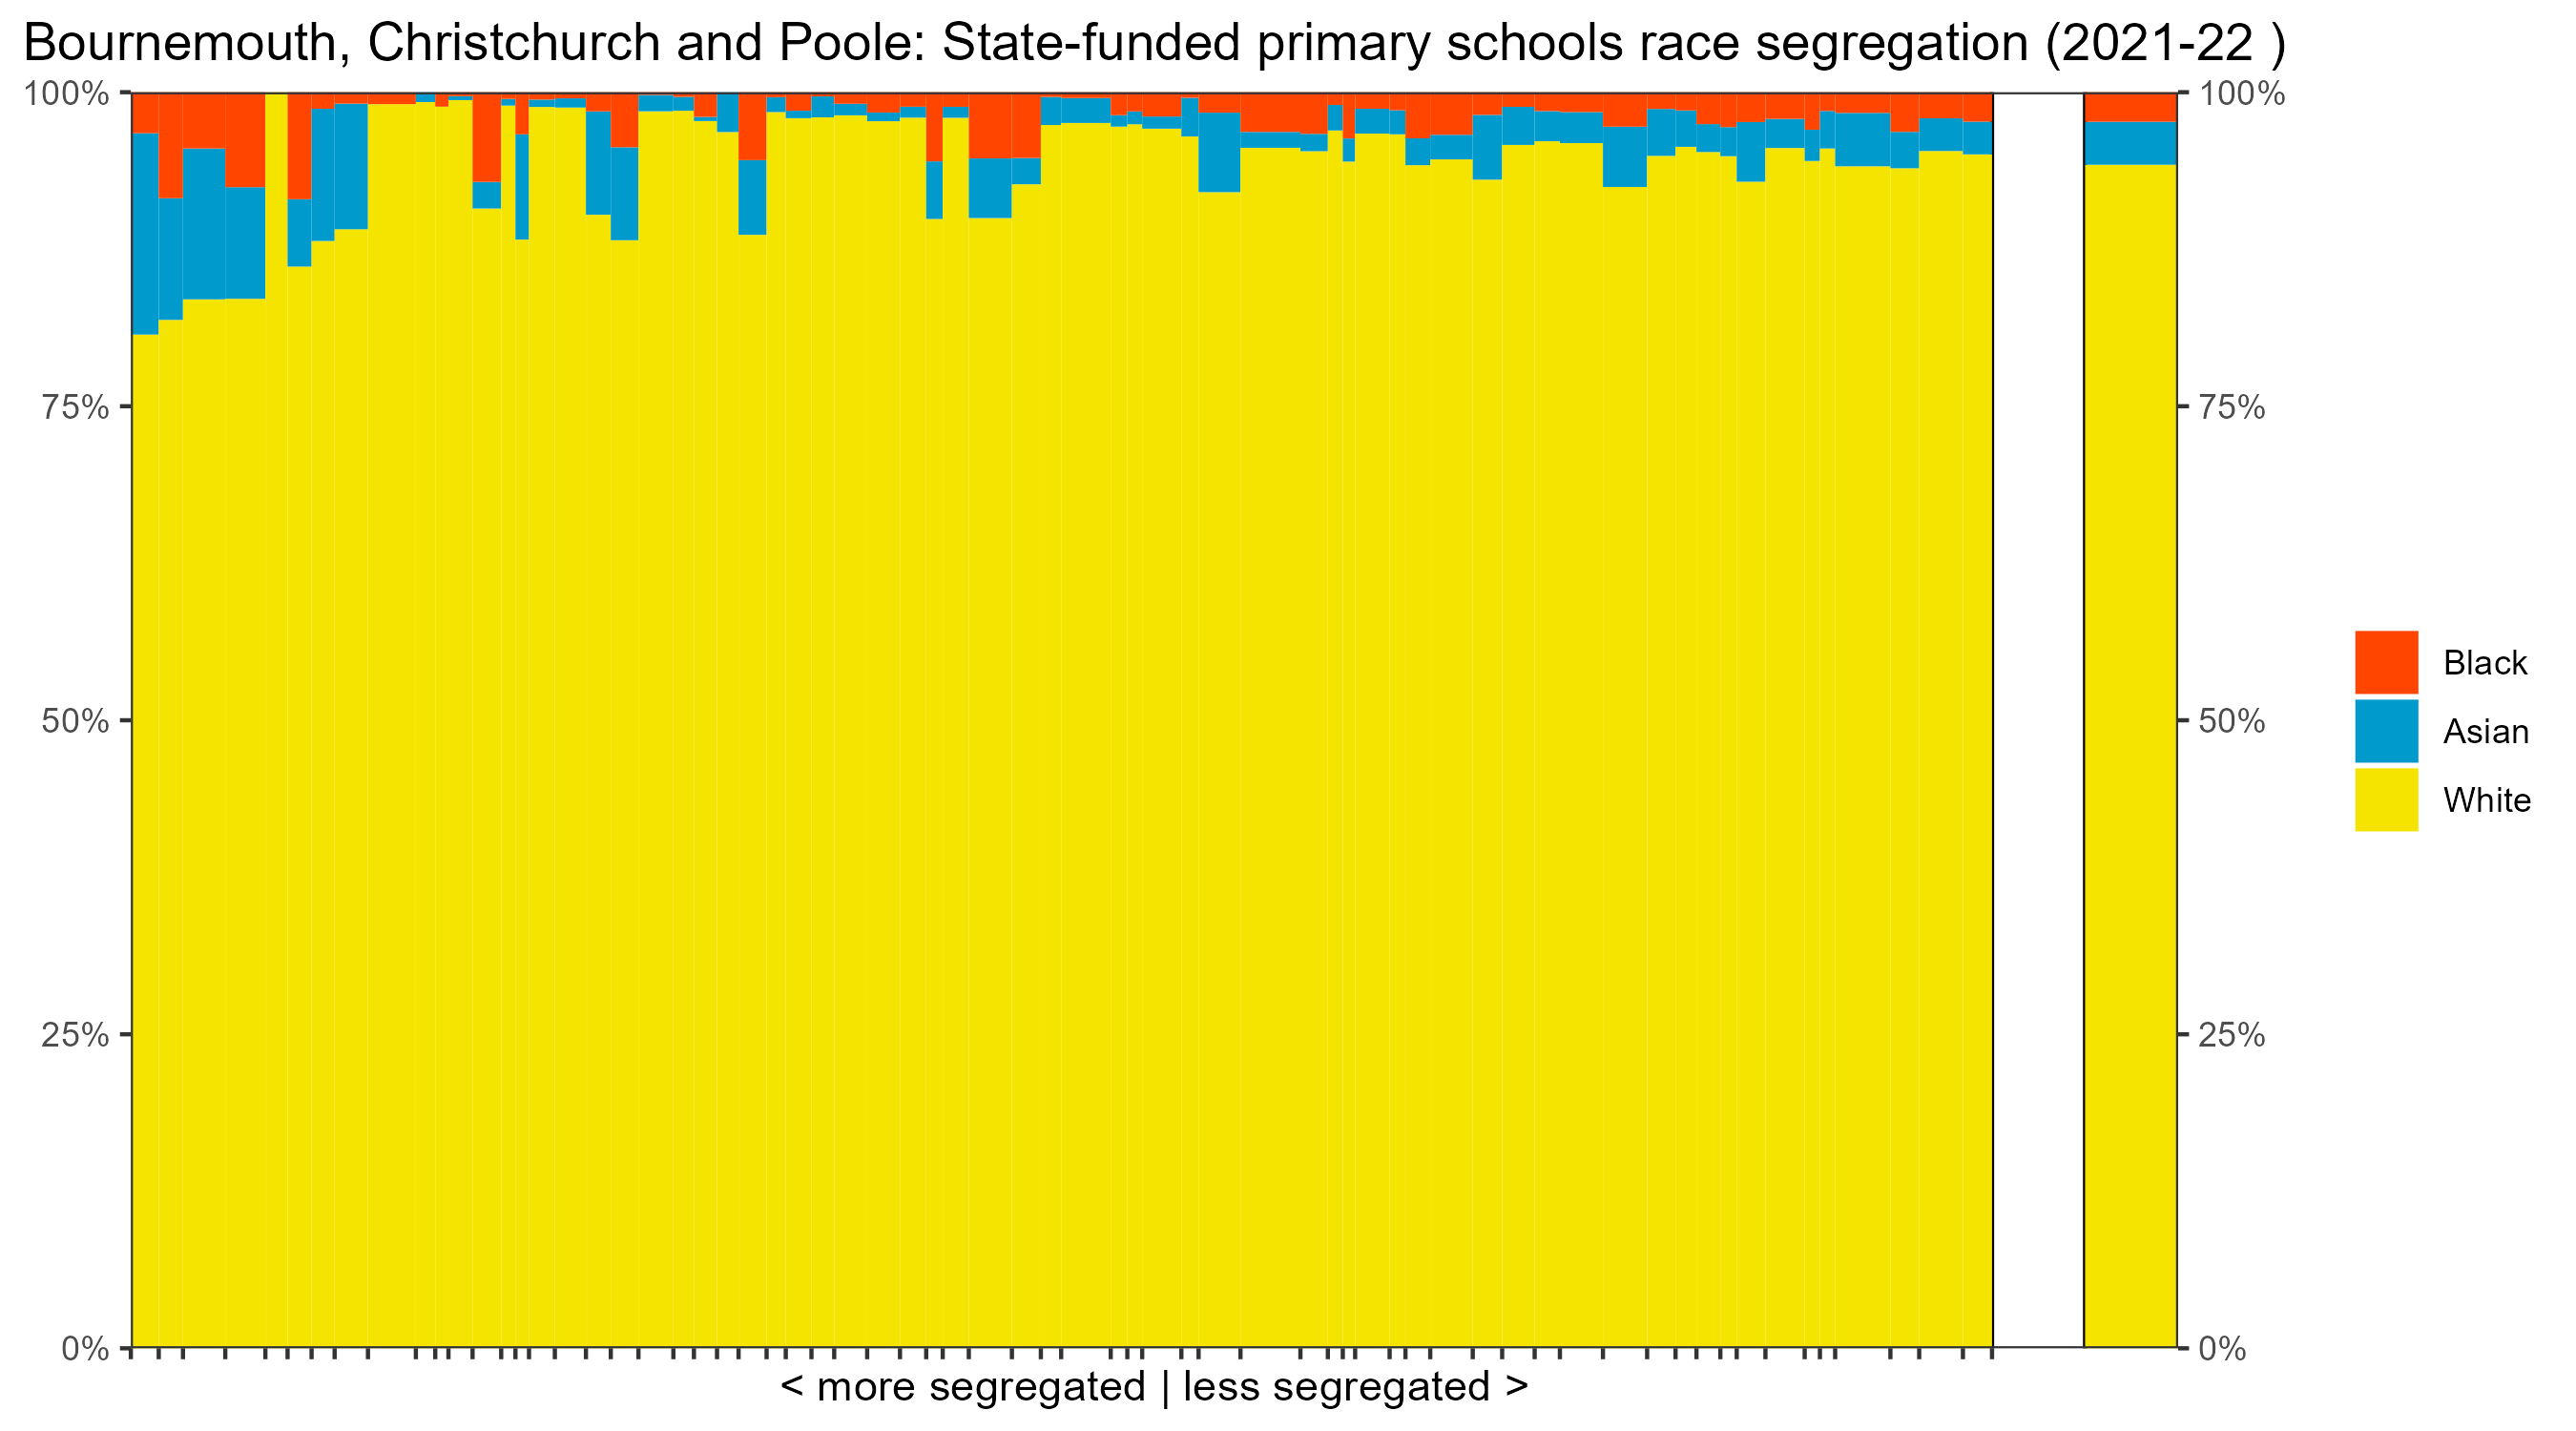 Bournemouth, Christchurch and Poole: State-funded primary schools race segregation (2021-22 )
100%
75%
50%
25%
0%
100%
75%
50%
25%
0%
Black
Asian
White
< more segregated | less segregated >